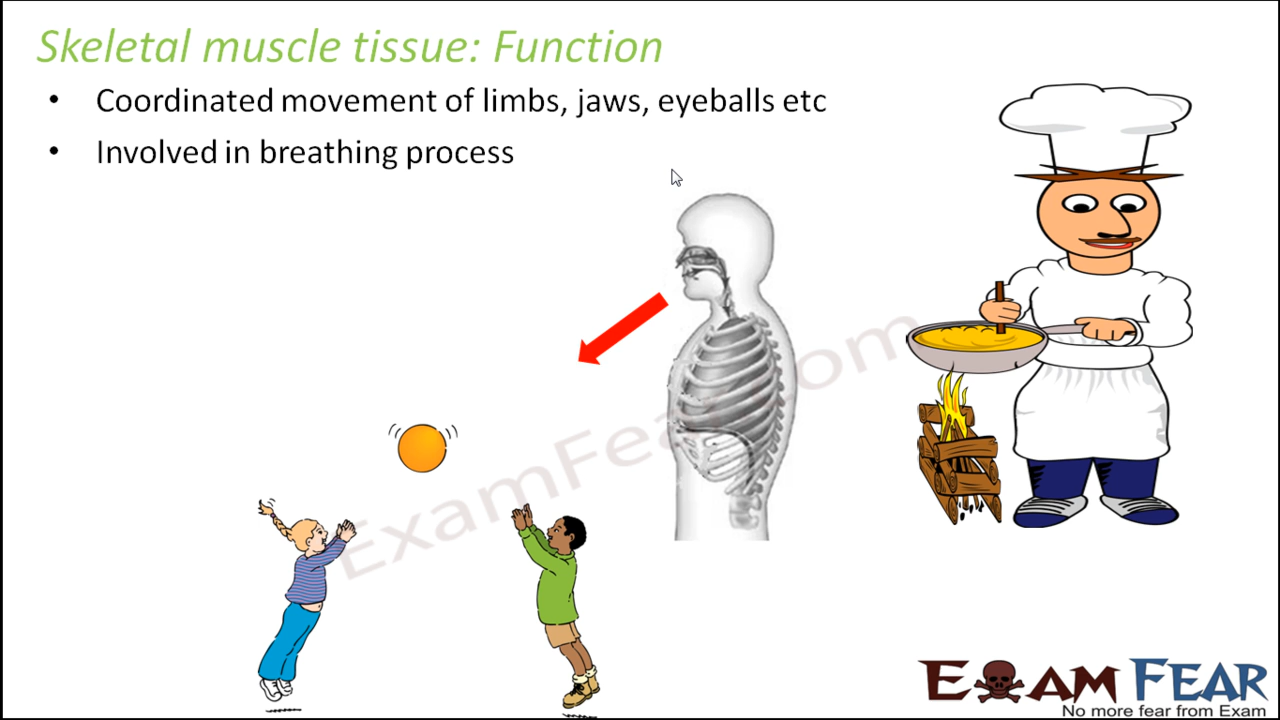 Skeletal muscle tissue: Function
• Coordinated movement of limbs, jaws, eyeballs etc
• Involved in breathing process
ExamFear.com
EXAM FEAR
No more fear from Exam